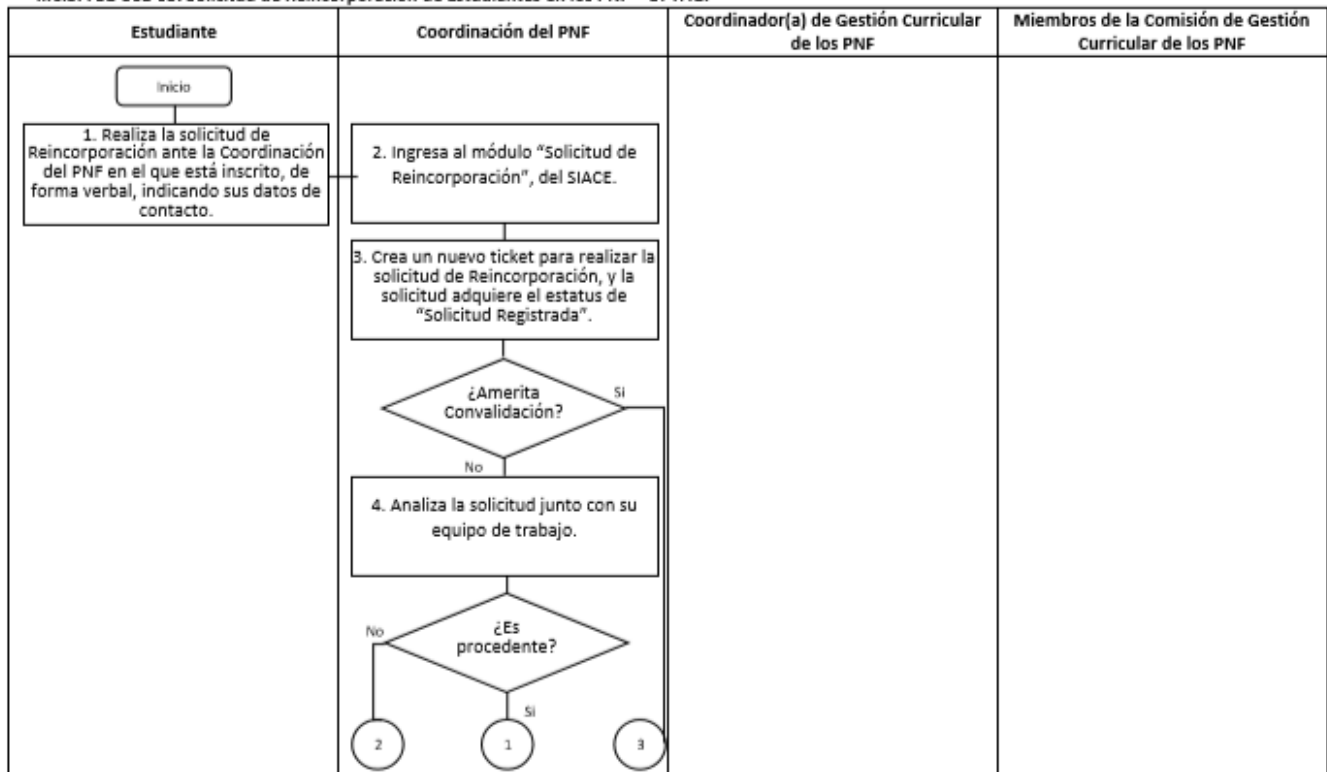 Estudiante
Coordinación del PNF
Coordinador(a) de Gestión Curricular
de los PNF
Miembros de la Comisión de Gestión
Curricular de los PNF
Inicio
1. Realiza la solicitud de
Reincorporación ante la Coordinación
del PNF en el que está inscrito, de
forma verbal, indicando sus datos de
contacto.
2. Ingresa al módulo “Solicitud de
Reincorporación”, del SIACE.
3. Crea un nuevo ticket para realizar la
solicitud de Reincorporación, y la
solicitud adquiere el estatus de
“Solicitud Registrada”.
¿Amerita
Convalidación?
Si
No
4. Analiza la solicitud junto con su
equipo de trabajo.
¿Es
procedente?
No
Si
2
1
3